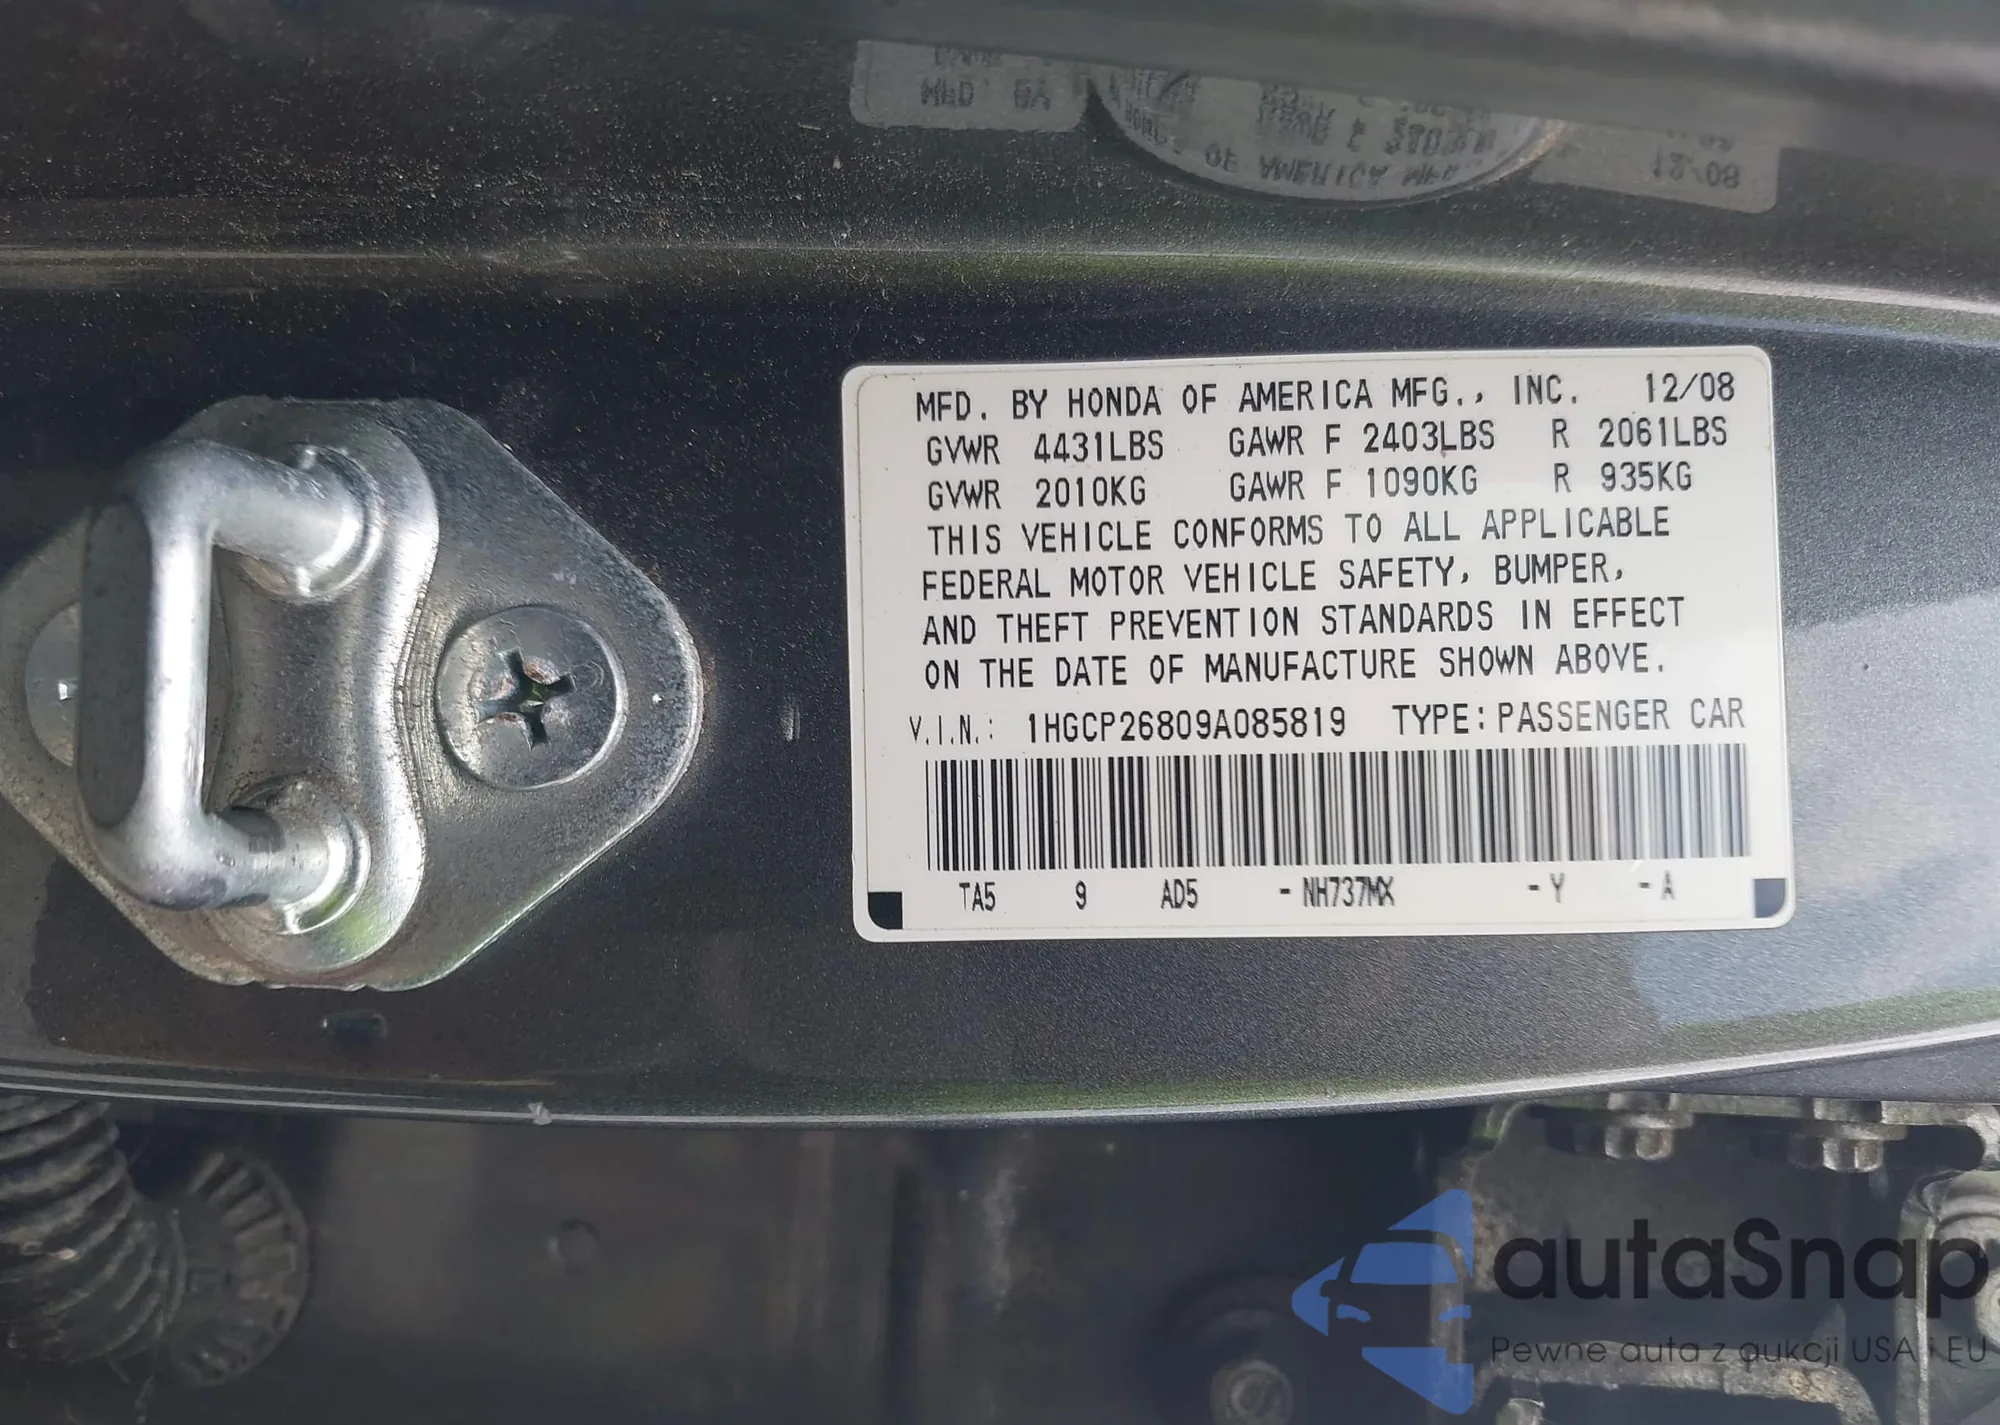 MFD. BY HONDA OF AMERICA MFG., INC. 12/08
GVWR 4431LBS GAWR F 2403LBS R 2061LBS
GVWR 2010KG GAWR F 1090KG R 935KG
THIS VEHICLE CONFORMS TO ALL APPLICABLE
FEDERAL MOTOR VEHICLE SAFETY, BUMPER,
AND THEFT PREVENTION STANDARDS IN EFFECT
ON THE DATE OF MANUFACTURE SHOWN ABOVE.
V.I.N.: 1HGCP26809A085819 TYPE: PASSENGER CAR
TA5 9 AD5 - NH737MX - Y - A
autaSnap
Pewne auta z aukcji USA i EU